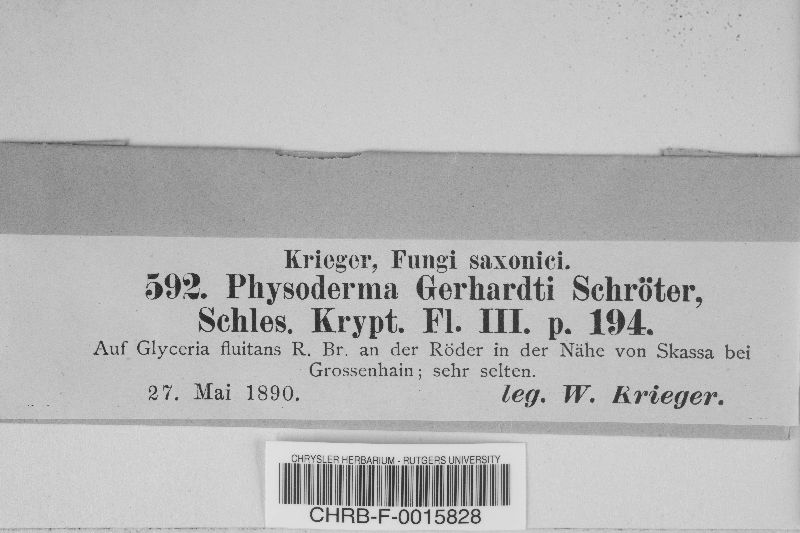 Krieger, Fungi saxonici.
592. Physoderma Gerhardti Schröter,
Schles. Krypt. Fl. III. p. 194.
Auf Glyceria fluitans R. Br. an der Röder in der Nähe von Skassa bei
Grossenhain; sehr selten.
27. Mai 1890. leg. W. Krieger.
CHRYSLER HERBARIUM - RUTGERS UNIVERSITY
CHRB-F-0015828